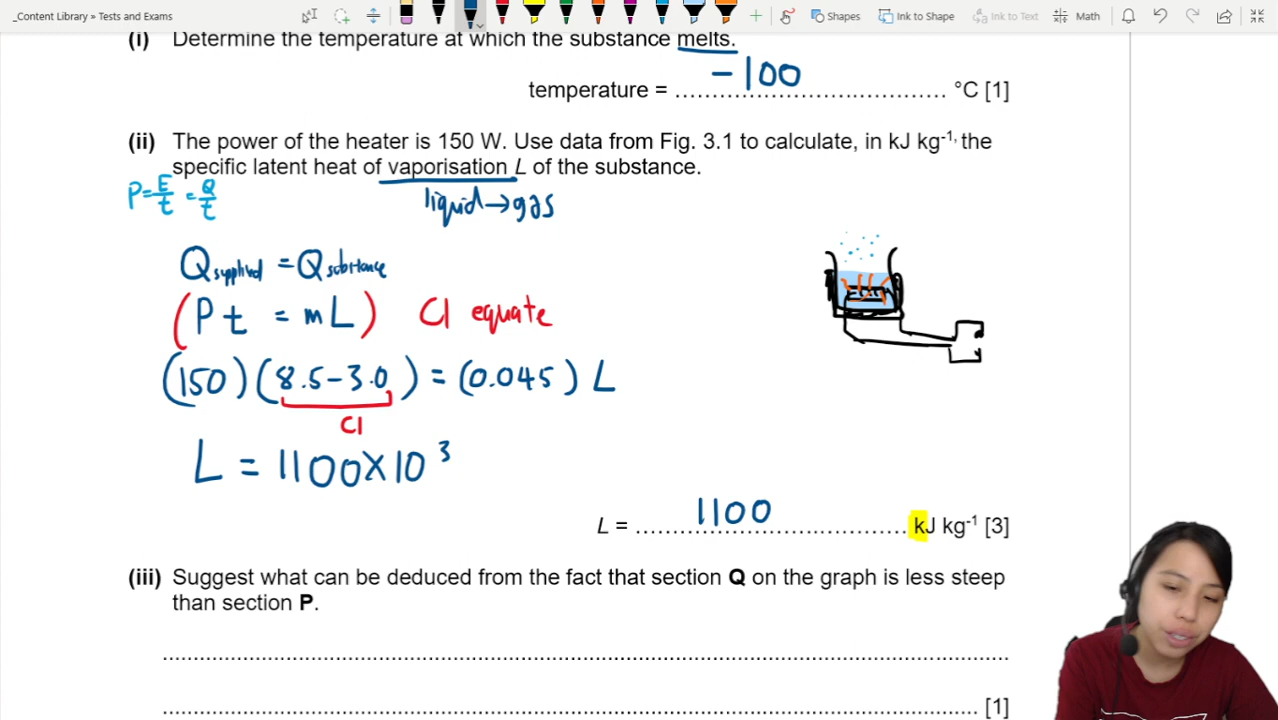 _Content Library » Tests and Exams
Shapes
Ink to Shape
Ink to Text
Math
(i) Determine the temperature at which the substance melts.
temperature = −100 °C [1]
(ii) The power of the heater is 150 W. Use data from Fig. 3.1 to calculate, in kJ kg-1, the
specific latent heat of vaporisation L of the substance.
P=E/t = Q/t
liquid→gas
Qsupplied = Qsubstance
(Pt = mL) C1 equate
(150)(8.5−3.0) = (0.045) L
C1
L = 1100×10³
L = 1100 kJ kg-1 [3]
(iii) Suggest what can be deduced from the fact that section Q on the graph is less steep
than section P.
[1]